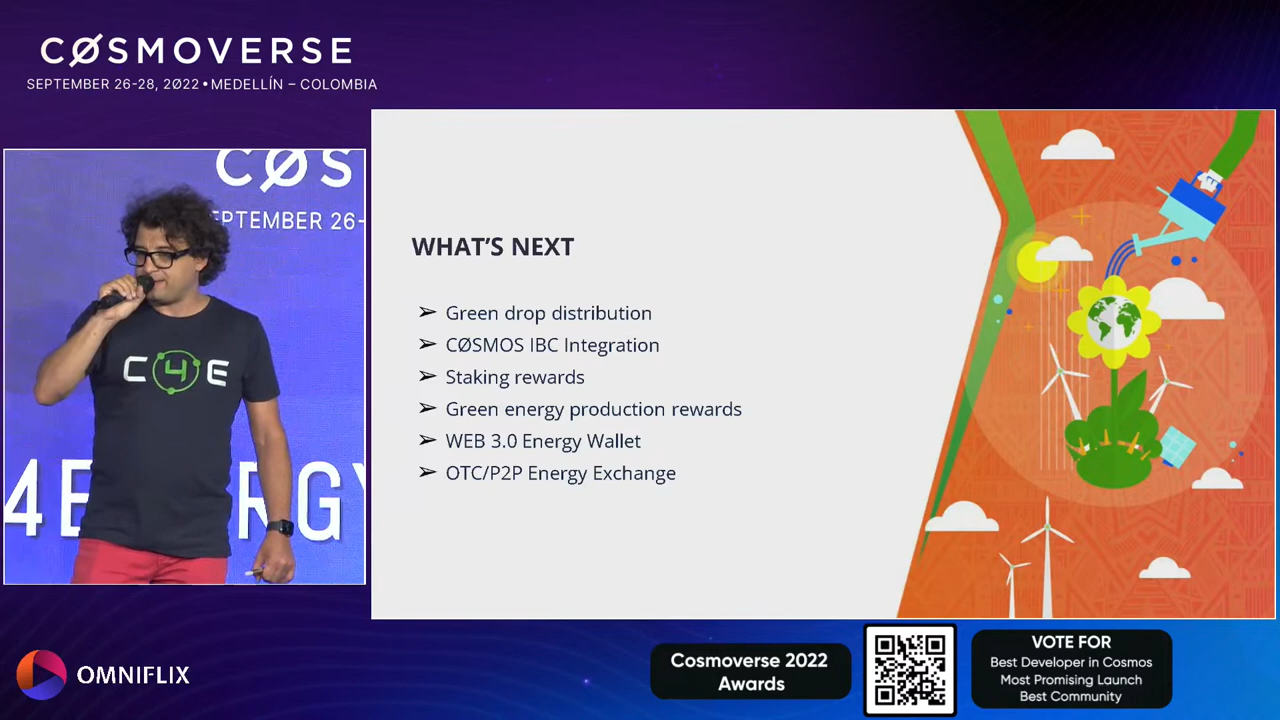 CØSMOVERSE
SEPTEMBER 26-28, 2022 • MEDELLÍN – COLOMBIA
CØS
EPTEMBER 26-
C4E
4E
RGY
WHAT'S NEXT
➢ Green drop distribution
➢ CØSMOS IBC Integration
➢ Staking rewards
➢ Green energy production rewards
➢ WEB 3.0 Energy Wallet
➢ OTC/P2P Energy Exchange
OMNIFLIX
Cosmoverse 2022
Awards
VOTE FOR
Best Developer in Cosmos
Most Promising Launch
Best Community